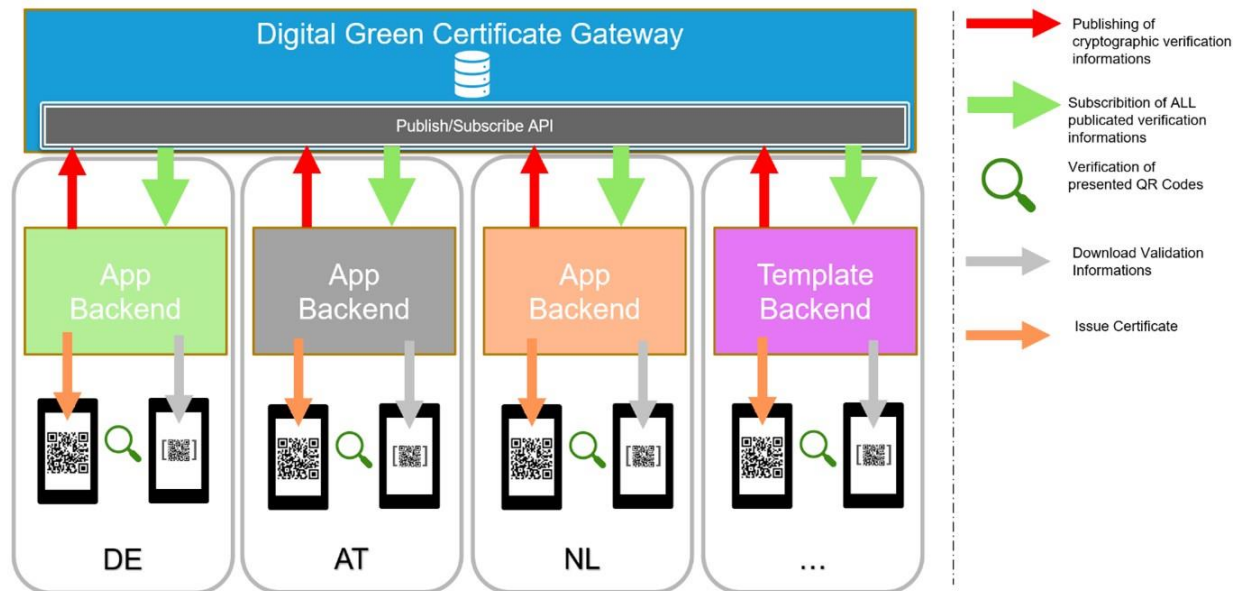 Digital Green Certificate Gateway
Publish/Subscribe API
App
Backend
App
Backend
App
Backend
Template
Backend
DE
AT
NL
...
Publishing of
cryptographic verification
informations
Subscribition of ALL
publicated verification
informations
Verification of
presented QR Codes
Download Validation
Informations
Issue Certificate